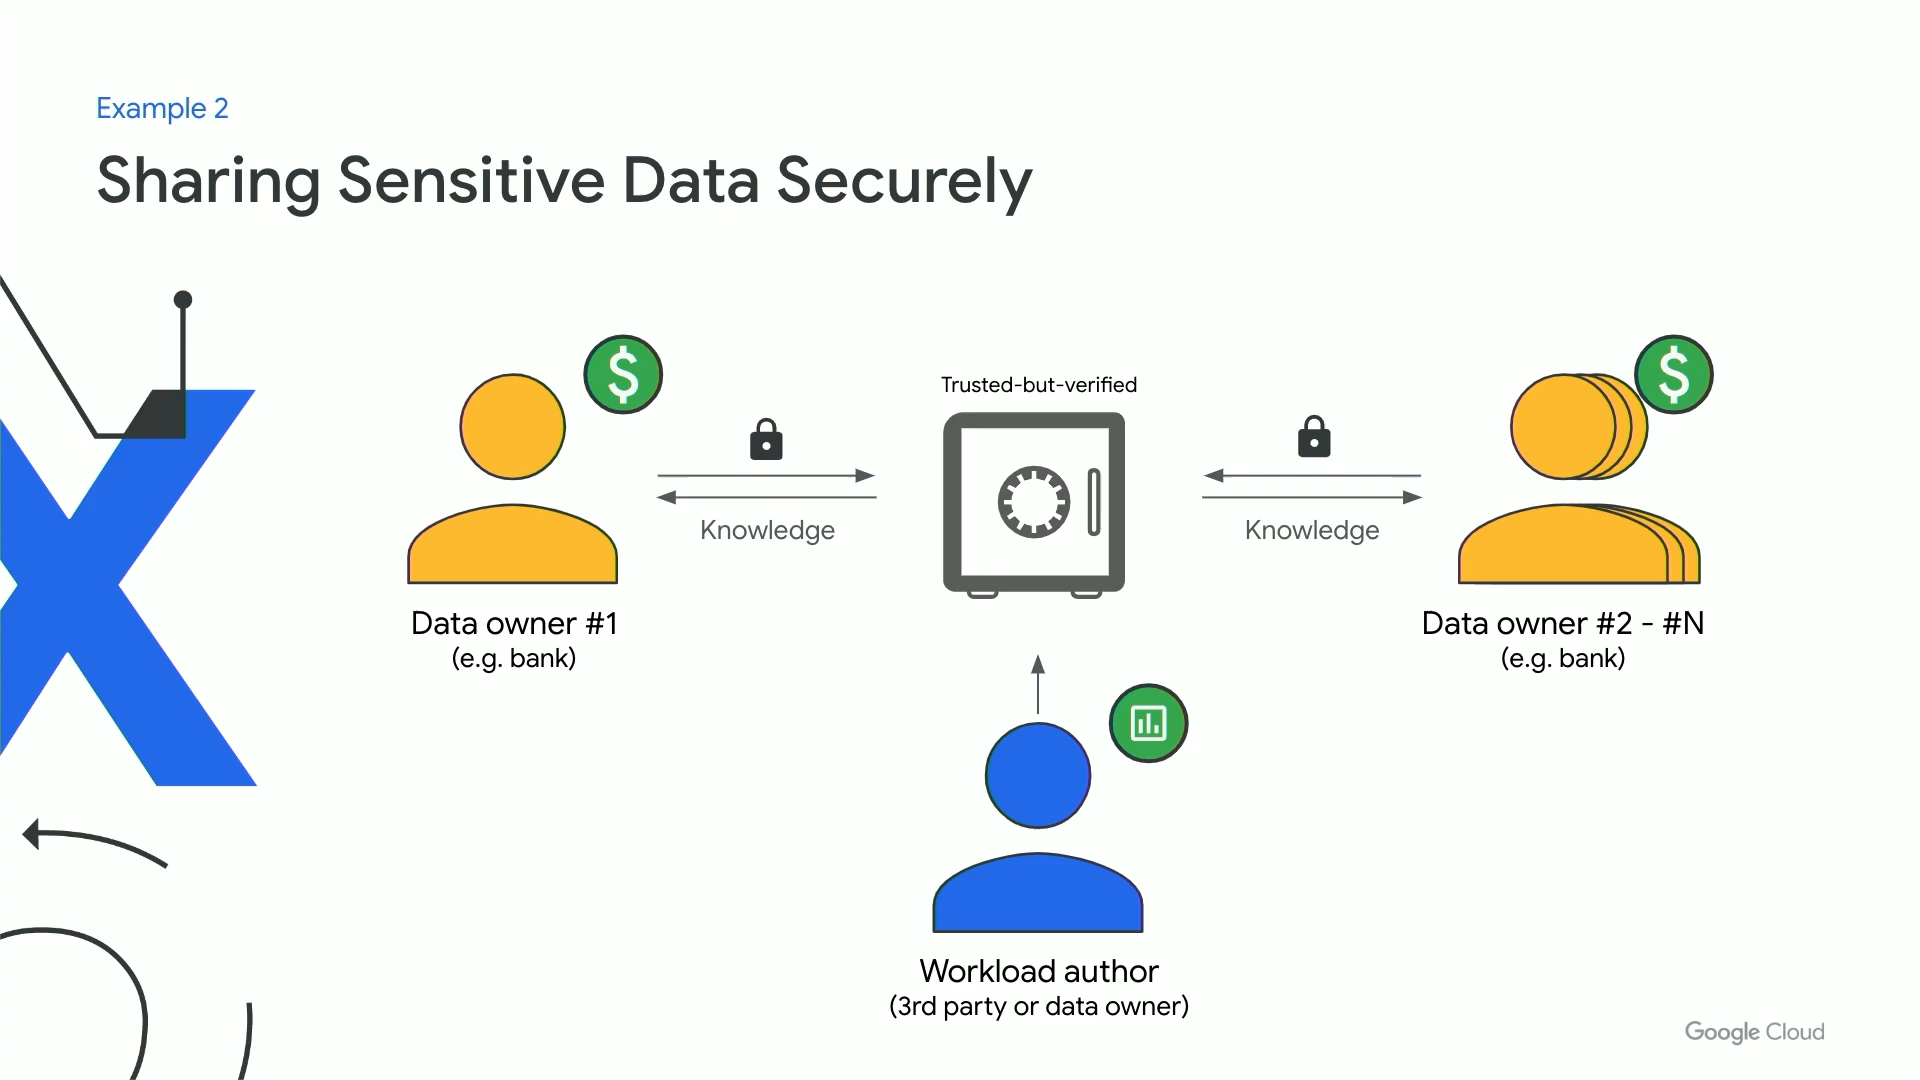 Example 2
Sharing Sensitive Data Securely
Trusted-but-verified
Knowledge
Knowledge
Data owner #1
(e.g. bank)
Data owner #2 - #N
(e.g. bank)
Workload author
(3rd party or data owner)
Google Cloud